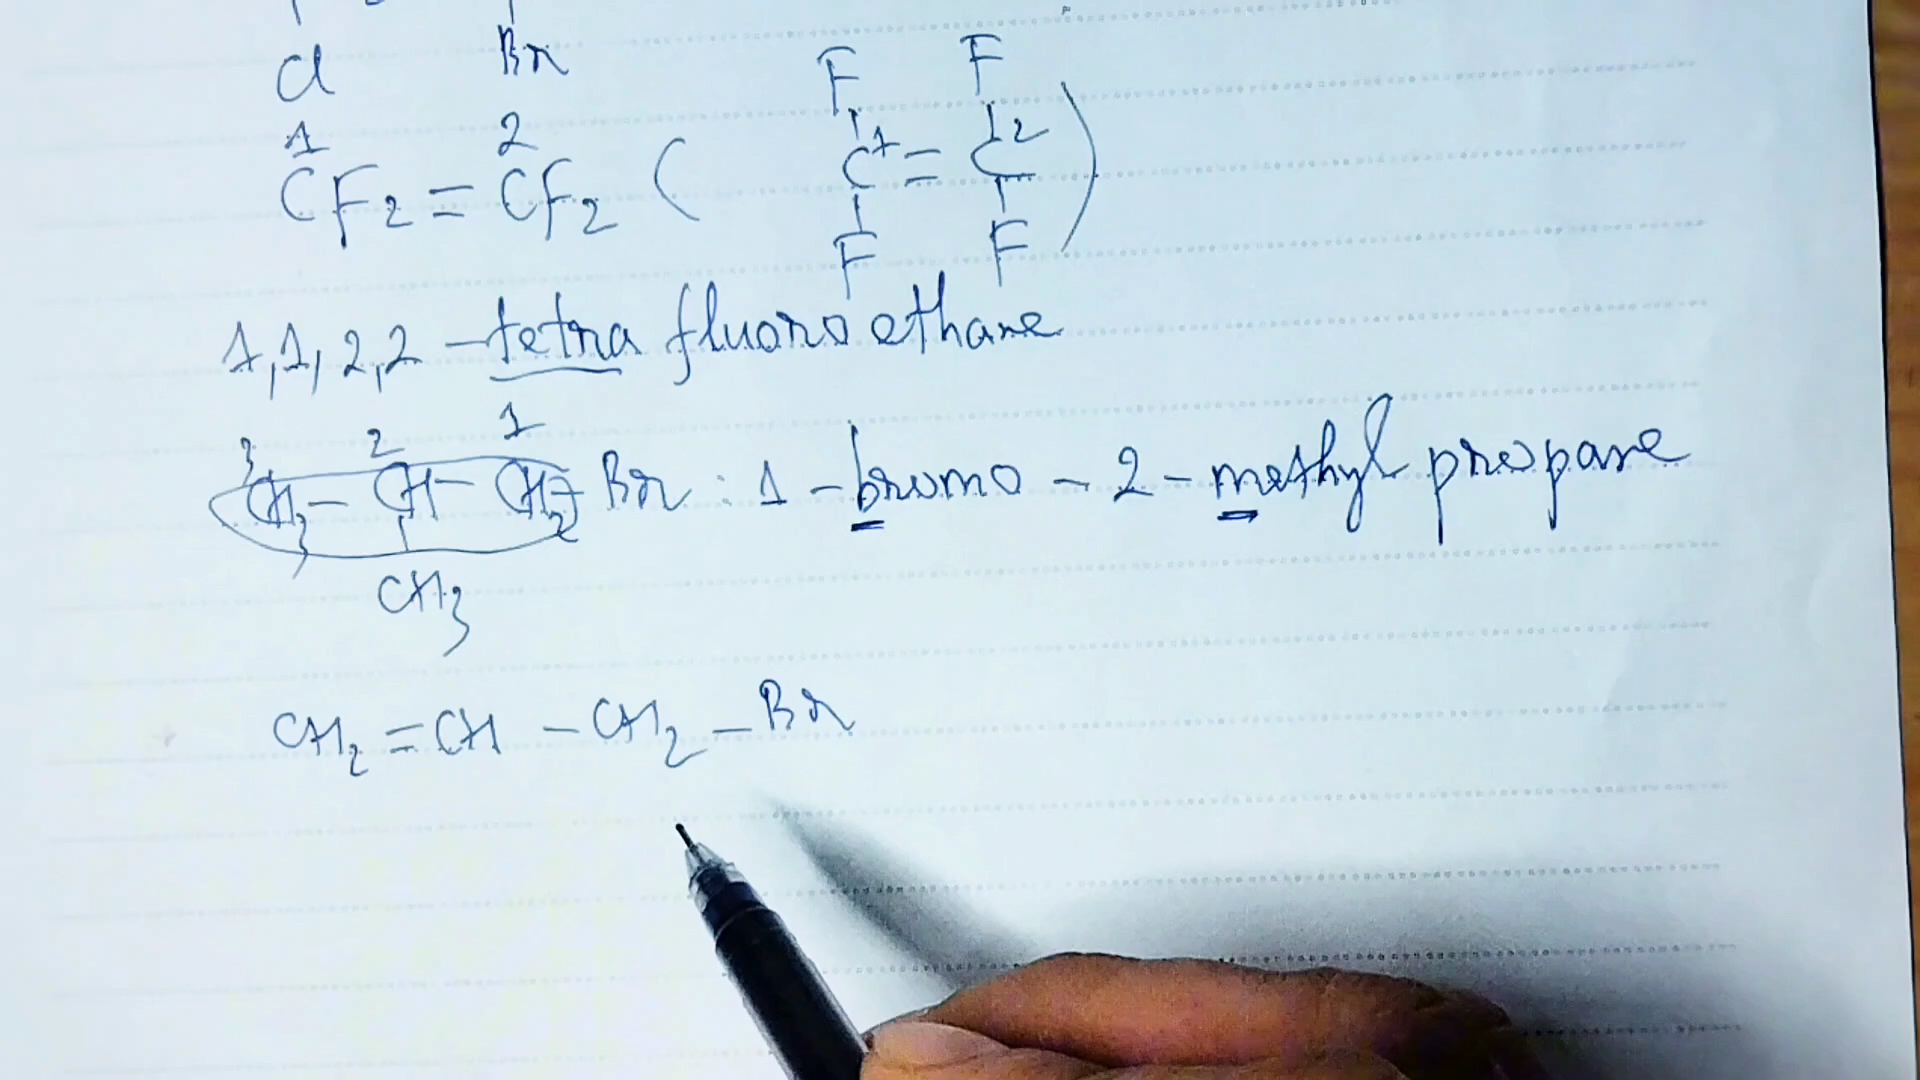 Cl Br
F F
1 2 1 2
CF2 = CF2 ( C = C )
F F
1,1,2,2 - tetra fluoro ethane
3 2 1
CH3 - CH - CH2 - Br : 1 - bromo - 2 - methyl propane
CH3
CH2 = CH - CH2 - Br